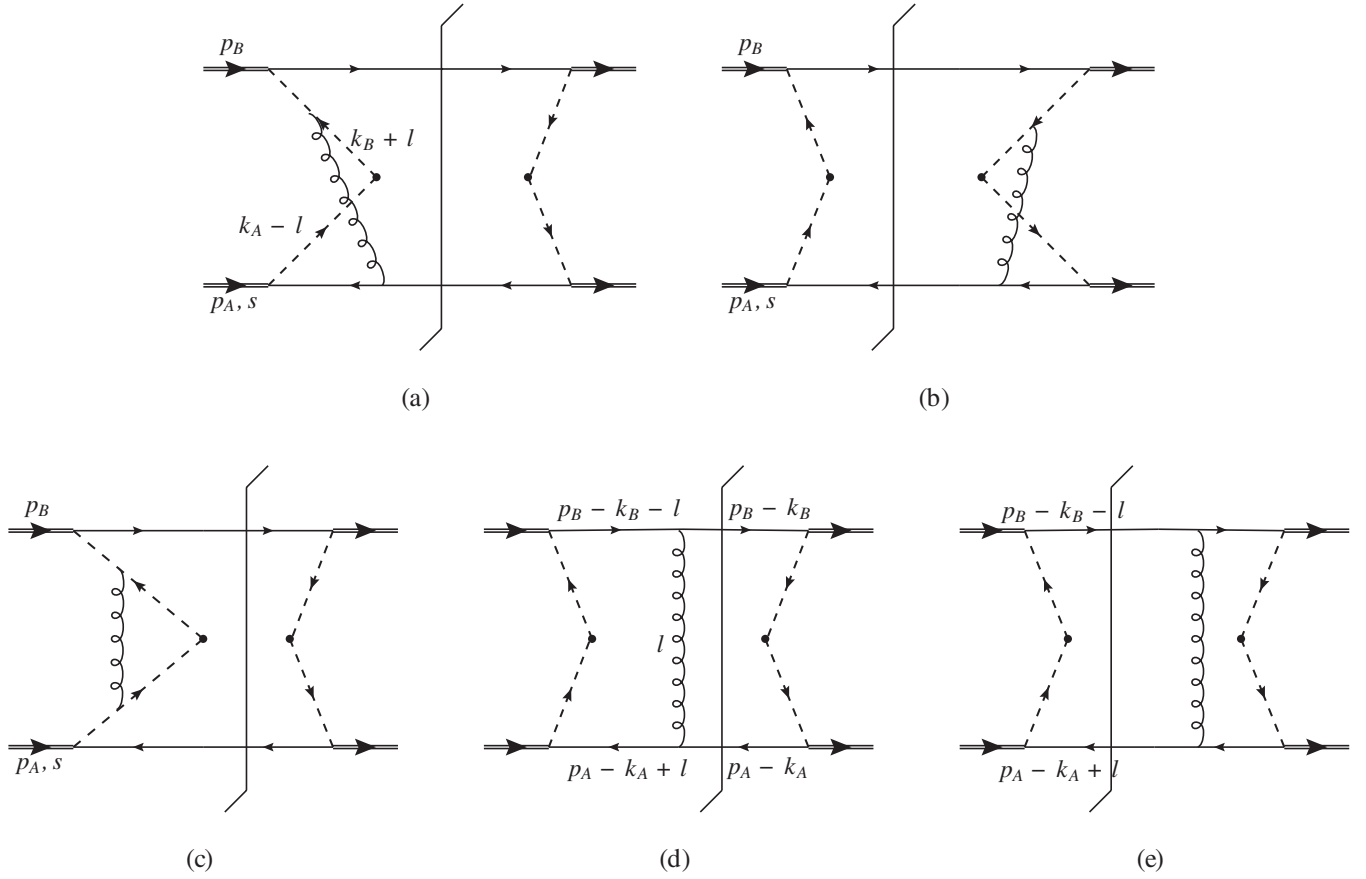 p_B
k_B + l
k_A − l
p_A, s
(a)
p_B
p_A, s
(b)
p_B
p_A, s
(c)
p_B − k_B − l
p_B − k_B
l
p_A − k_A + l
p_A − k_A
(d)
p_B − k_B − l
p_A − k_A + l
(e)